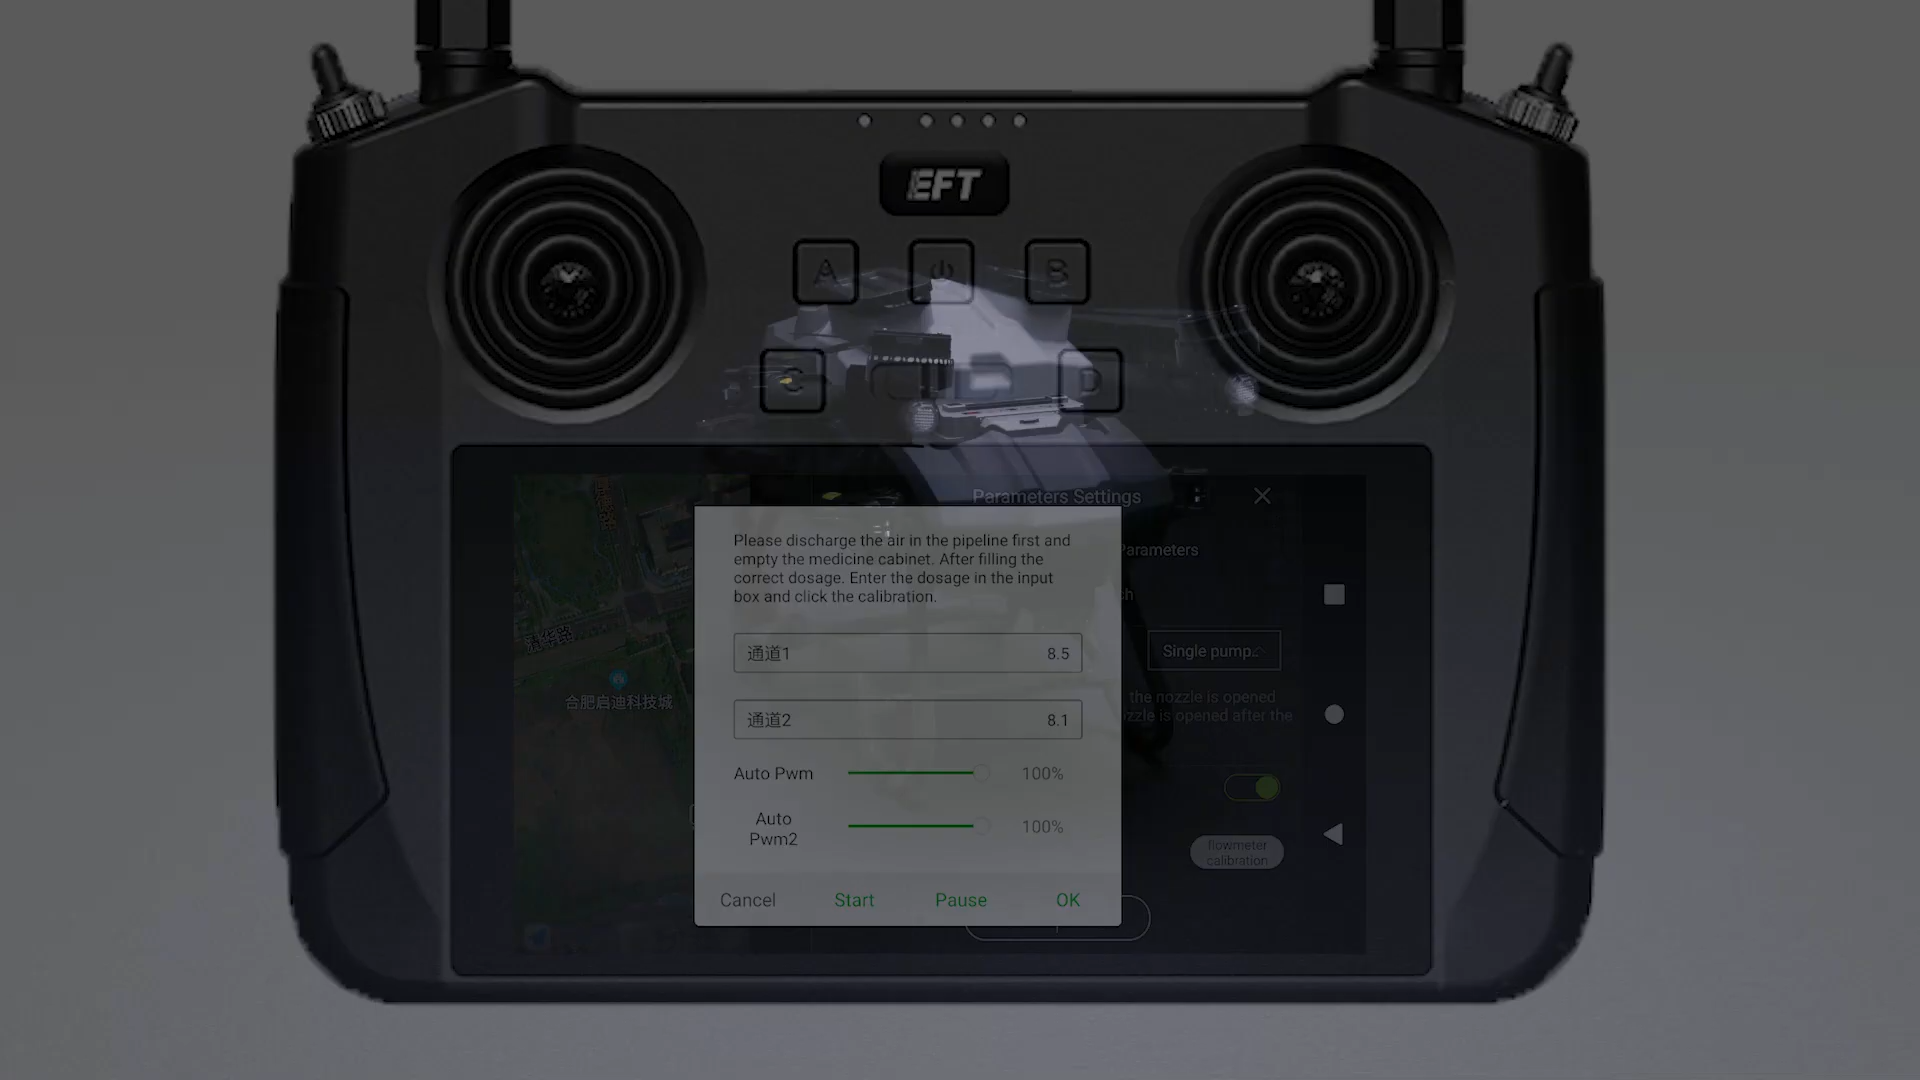 EFT
A
B
C
D
Parameters Settings
Please discharge the air in the pipeline first and
empty the medicine cabinet. After filling the
correct dosage. Enter the dosage in the input
box and click the calibration.
Parameters
通道1 8.5
Single pump..
通道2 8.1
the nozzle is opened
zzle is opened after the
合肥启迪科技城
Auto Pwm 100%
Auto
Pwm2 100%
flowmeter
calibration
Cancel Start Pause OK